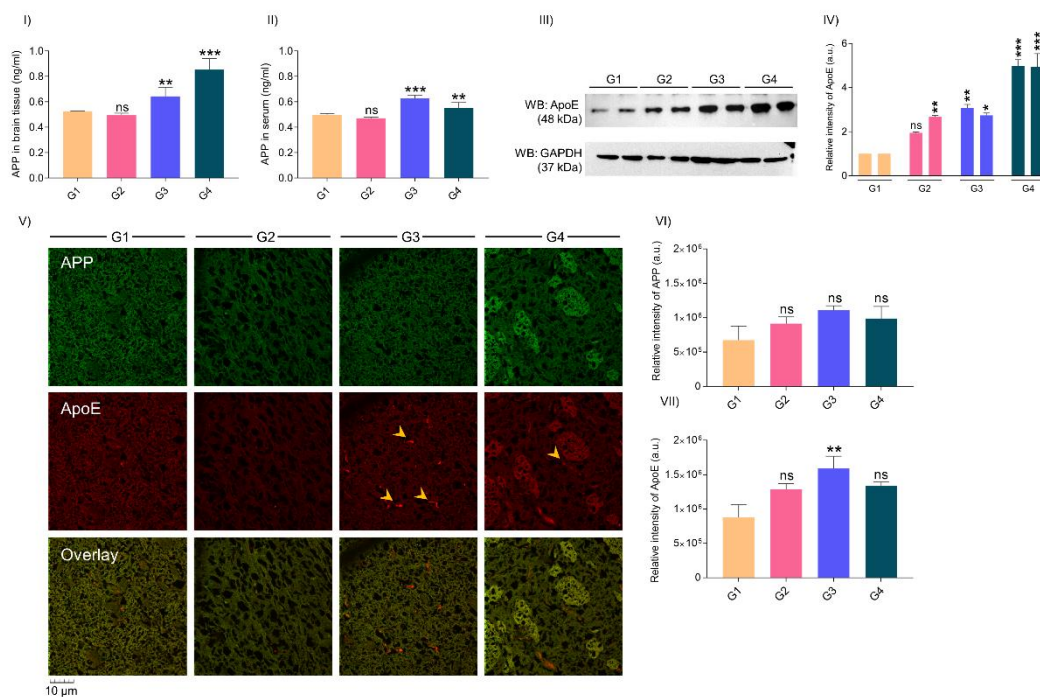 I)
APP in brain tissue (ng/ml)
1.0
0.8
0.6
0.4
0.2
0.0
ns
**
***
G1
G2
G3
G4
II)
APP in serum (ng/ml)
1.0
0.8
0.6
0.4
0.2
0.0
ns
***
**
G1
G2
G3
G4
III)
G1 G2 G3 G4
WB: ApoE
(48 kDa)
WB: GAPDH
(37 kDa)
IV)
Relative intensity of ApoE (a.u.)
6
4
2
0
ns
**
**
*
***
***
G1
G2
G3
G4
V)
G1 G2 G3 G4
APP
ApoE
Overlay
10 µm
VI)
Relative intensity of APP (a.u.)
2×10⁶
1×10⁶
5×10⁵
0
ns
ns
ns
G1
G2
G3
G4
VII)
Relative intensity of ApoE (a.u.)
2×10⁶
1.5×10⁶
1×10⁶
5×10⁵
0
ns
**
ns
G1
G2
G3
G4